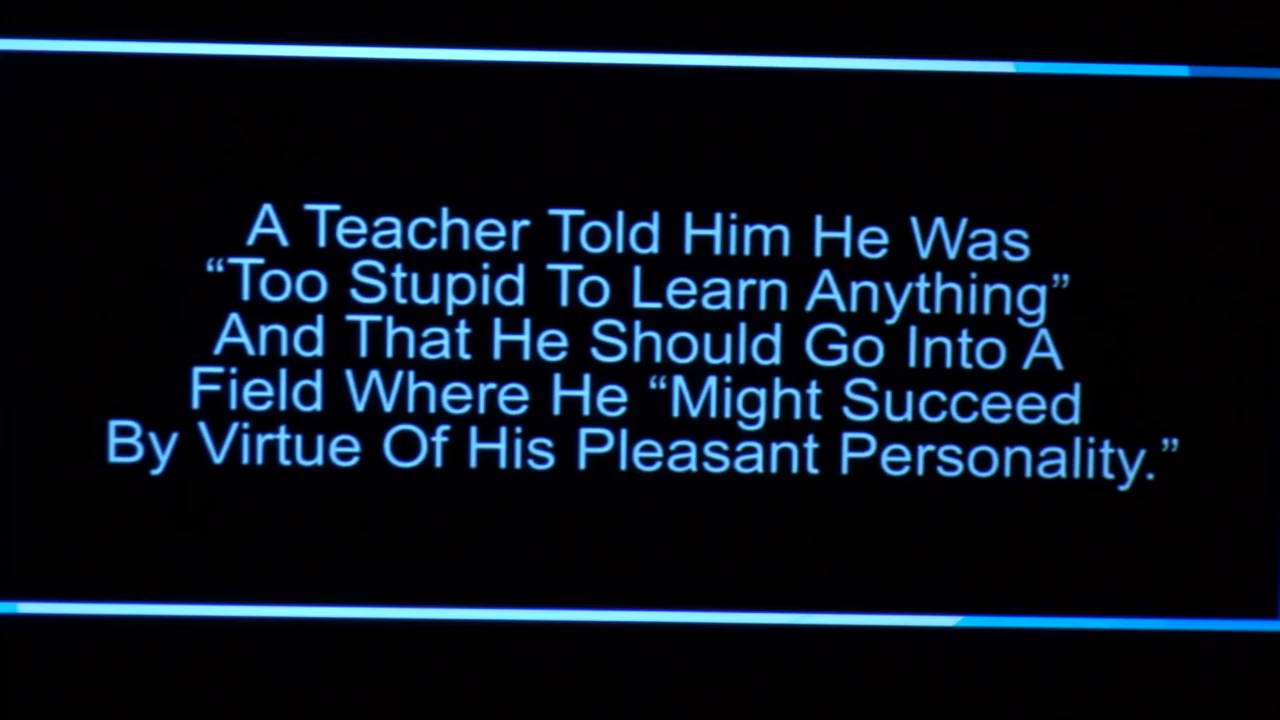 A Teacher Told Him He Was
“Too Stupid To Learn Anything”
And That He Should Go Into A
Field Where He “Might Succeed
By Virtue Of His Pleasant Personality.”